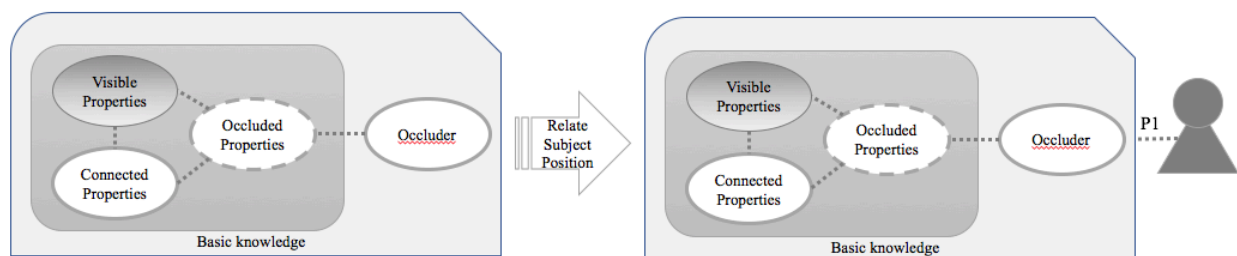 Visible
Properties
Occluded
Properties
Connected
Properties
Occluder
Basic knowledge
Relate
Subject
Position
Visible
Properties
Occluded
Properties
Connected
Properties
Occluder
P1
Basic knowledge